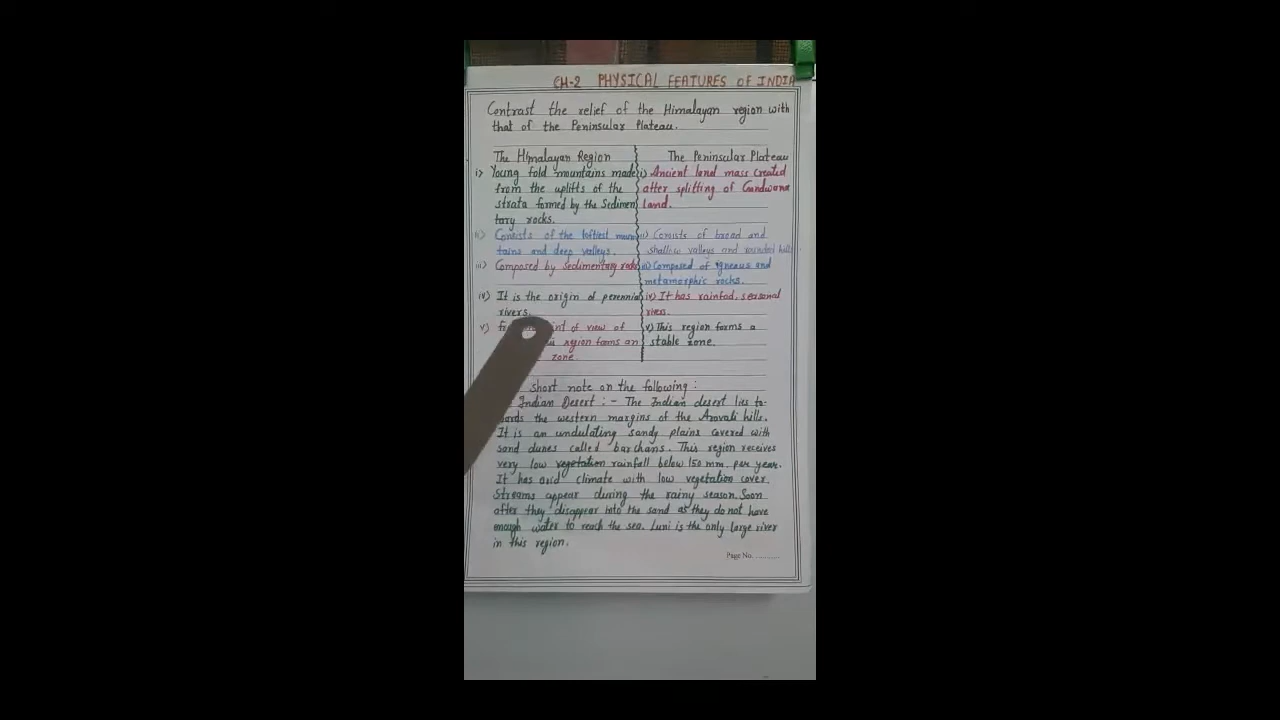 CH-2 PHYSICAL FEATURES OF INDIA
Contrast the relief of the Himalayan region with
that of the Peninsular Plateau.
The Himalayan Region
i) Young fold mountains made
from the uplifts of the
strata formed by the Sedimen
tary rocks.
ii) Consists of the loftiest moun
tains and deep valleys.
iii) Composed by sedimentary rocks
iv) It is the origin of perennial
rivers.
v) point of view of
region forms an
zone.
The Peninsular Plateau
i) Ancient land mass created
after splitting of Gondwana
land.
ii) Consists of broad and
shallow valleys and rounded hills.
iii) Composed of igneous and
metamorphic rocks.
iv) It has rainfed, seasonal
rivers.
v) This region forms a
stable zone.
short note on the following :
Indian Desert : - The Indian desert lies to-
wards the western margins of the Aravali hills.
It is an undulating sandy plains covered with
sand dunes called barchans. This region receives
very low vegetation rainfall below 150 mm. per year.
It has arid climate with low vegetation cover.
Streams appear during the rainy season. Soon
after they disappear into the sand as they do not have
enough water to reach the sea. Luni is the only large river
in this region.
Page No. ............